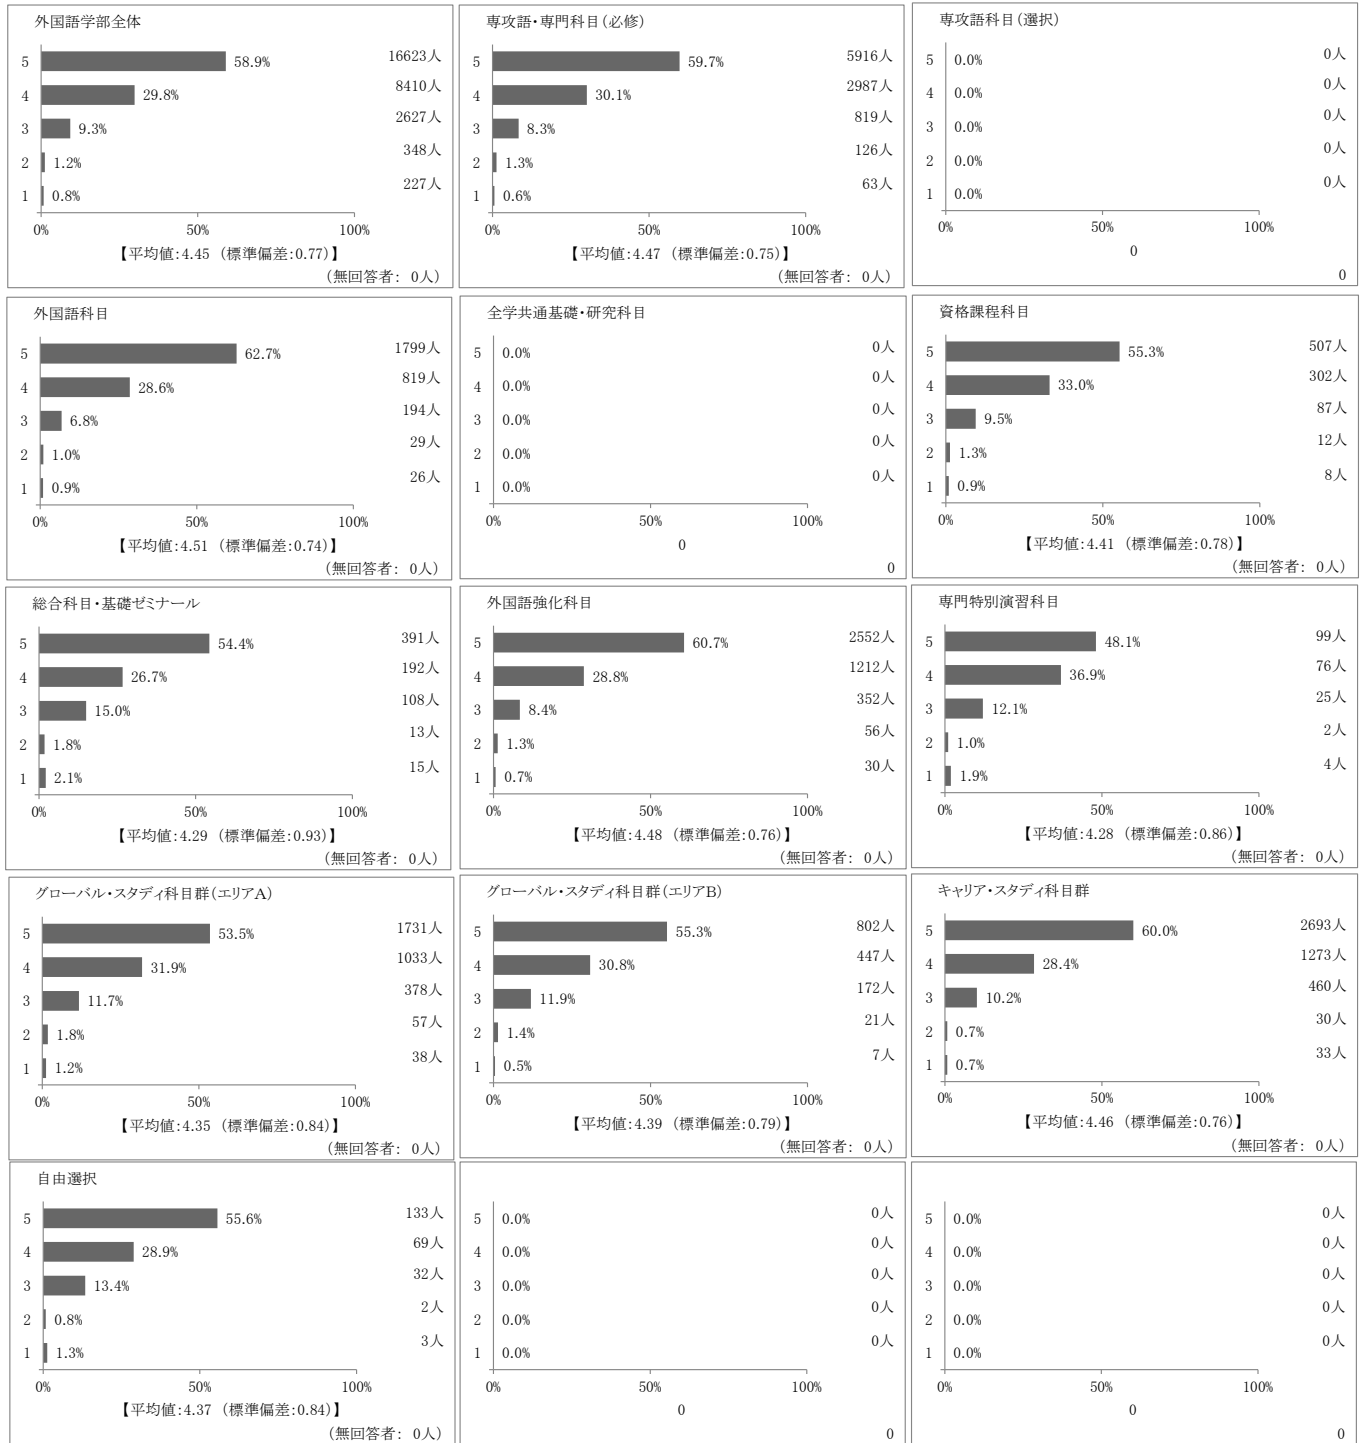 外国語学部全体
5 58.9% 16623人
4 29.8% 8410人
3 9.3% 2627人
2 1.2% 348人
1 0.8% 227人
0% 50% 100%
【平均値:4.45 (標準偏差:0.77)】
(無回答者: 0人)
専攻語・専門科目(必修)
5 59.7% 5916人
4 30.1% 2987人
3 8.3% 819人
2 1.3% 126人
1 0.6% 63人
0% 50% 100%
【平均値:4.47 (標準偏差:0.75)】
(無回答者: 0人)
専攻語科目(選択)
5 0.0% 0人
4 0.0% 0人
3 0.0% 0人
2 0.0% 0人
1 0.0% 0人
0% 50% 100%
0
0
外国語科目
5 62.7% 1799人
4 28.6% 819人
3 6.8% 194人
2 1.0% 29人
1 0.9% 26人
0% 50% 100%
【平均値:4.51 (標準偏差:0.74)】
(無回答者: 0人)
全学共通基礎・研究科目
5 0.0% 0人
4 0.0% 0人
3 0.0% 0人
2 0.0% 0人
1 0.0% 0人
0% 50% 100%
0
0
資格課程科目
5 55.3% 507人
4 33.0% 302人
3 9.5% 87人
2 1.3% 12人
1 0.9% 8人
0% 50% 100%
【平均値:4.41 (標準偏差:0.78)】
(無回答者: 0人)
総合科目・基礎ゼミナール
5 54.4% 391人
4 26.7% 192人
3 15.0% 108人
2 1.8% 13人
1 2.1% 15人
0% 50% 100%
【平均値:4.29 (標準偏差:0.93)】
(無回答者: 0人)
外国語強化科目
5 60.7% 2552人
4 28.8% 1212人
3 8.4% 352人
2 1.3% 56人
1 0.7% 30人
0% 50% 100%
【平均値:4.48 (標準偏差:0.76)】
(無回答者: 0人)
専門特別演習科目
5 48.1% 99人
4 36.9% 76人
3 12.1% 25人
2 1.0% 2人
1 1.9% 4人
0% 50% 100%
【平均値:4.28 (標準偏差:0.86)】
(無回答者: 0人)
グローバル・スタディ科目群(エリアA)
5 53.5% 1731人
4 31.9% 1033人
3 11.7% 378人
2 1.8% 57人
1 1.2% 38人
0% 50% 100%
【平均値:4.35 (標準偏差:0.84)】
(無回答者: 0人)
グローバル・スタディ科目群(エリアB)
5 55.3% 802人
4 30.8% 447人
3 11.9% 172人
2 1.4% 21人
1 0.5% 7人
0% 50% 100%
【平均値:4.39 (標準偏差:0.79)】
(無回答者: 0人)
キャリア・スタディ科目群
5 60.0% 2693人
4 28.4% 1273人
3 10.2% 460人
2 0.7% 30人
1 0.7% 33人
0% 50% 100%
【平均値:4.46 (標準偏差:0.76)】
(無回答者: 0人)
自由選択
5 55.6% 133人
4 28.9% 69人
3 13.4% 32人
2 0.8% 2人
1 1.3% 3人
0% 50% 100%
【平均値:4.37 (標準偏差:0.84)】
(無回答者: 0人)
5 0.0% 0人
4 0.0% 0人
3 0.0% 0人
2 0.0% 0人
1 0.0% 0人
0% 50% 100%
0
0
5 0.0% 0人
4 0.0% 0人
3 0.0% 0人
2 0.0% 0人
1 0.0% 0人
0% 50% 100%
0
0